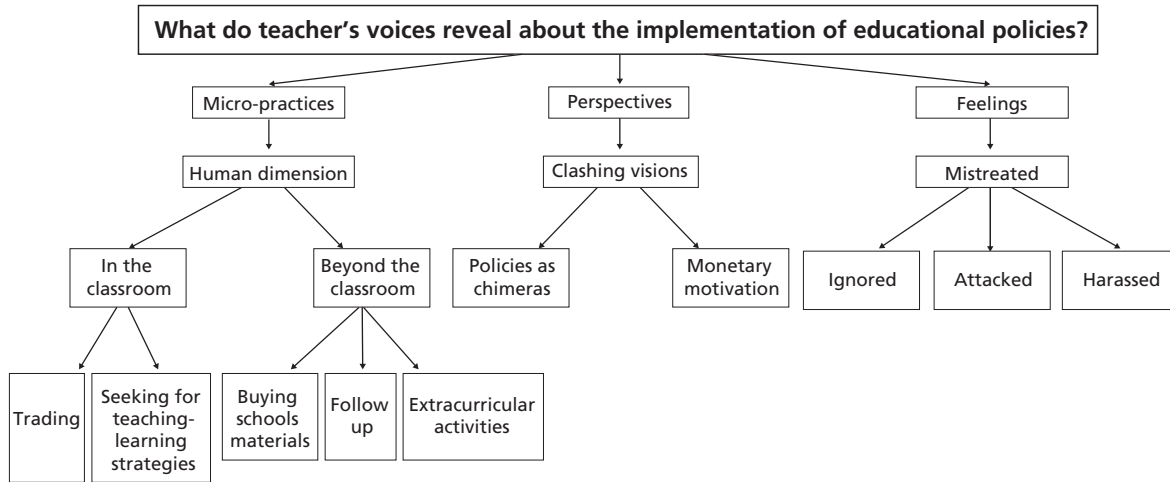 What do teacher's voices reveal about the implementation of educational policies?
Micro-practices
Perspectives
Feelings
Human dimension
Clashing visions
Mistreated
In the
classroom
Beyond the
classroom
Policies as
chimeras
Monetary
motivation
Ignored
Attacked
Harassed
Trading
Seeking for
teaching-
learning
strategies
Buying
schools
materials
Follow
up
Extracurricular
activities